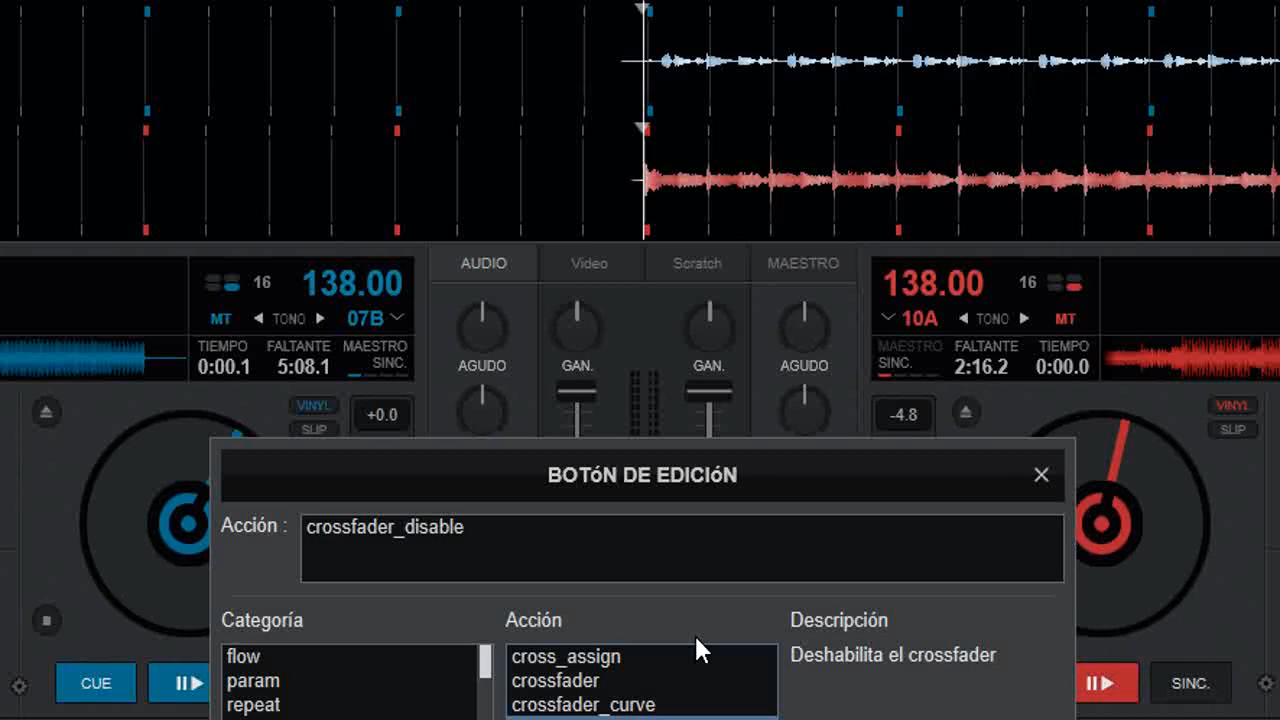 AUDIO Video Scratch MAESTRO
16 138.00
MT TONO 07B
TIEMPO FALTANTE MAESTRO
0:00.1 5:08.1 SINC.
AGUDO GAN. GAN. AGUDO
138.00 16
10A TONO MT
MAESTRO FALTANTE TIEMPO
SINC. 2:16.2 0:00.0
VINYL +0.0
SLIP
-4.8 VINYL
SLIP
BOTóN DE EDICIóN
Acción : crossfader_disable
Categoría Acción Descripción
flow cross_assign Deshabilita el crossfader
param crossfader
repeat crossfader_curve
CUE
SINC.